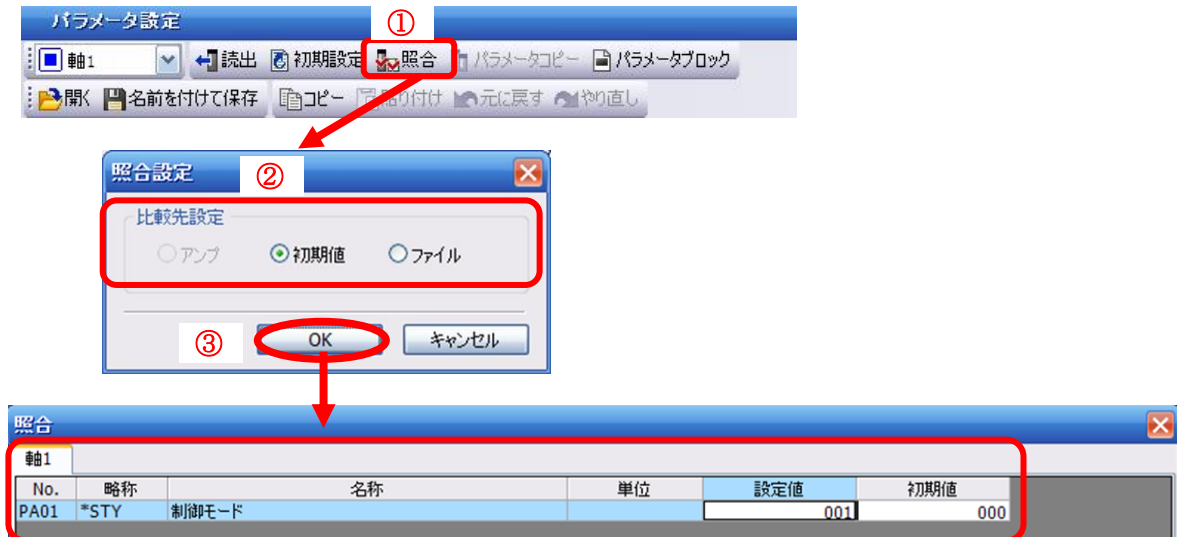 パラメータ設定
①
軸1 読出 初期設定 照合 パラメータコピー パラメータブロック
開く 名前を付けて保存 コピー 貼り付け 元に戻す やり直し
照合設定
②
比較先設定
アンプ 初期値 ファイル
③
OK キャンセル
照合
軸1
No. 略称 名称 単位 設定値 初期値
PA01 *STY 制御モード 001 000